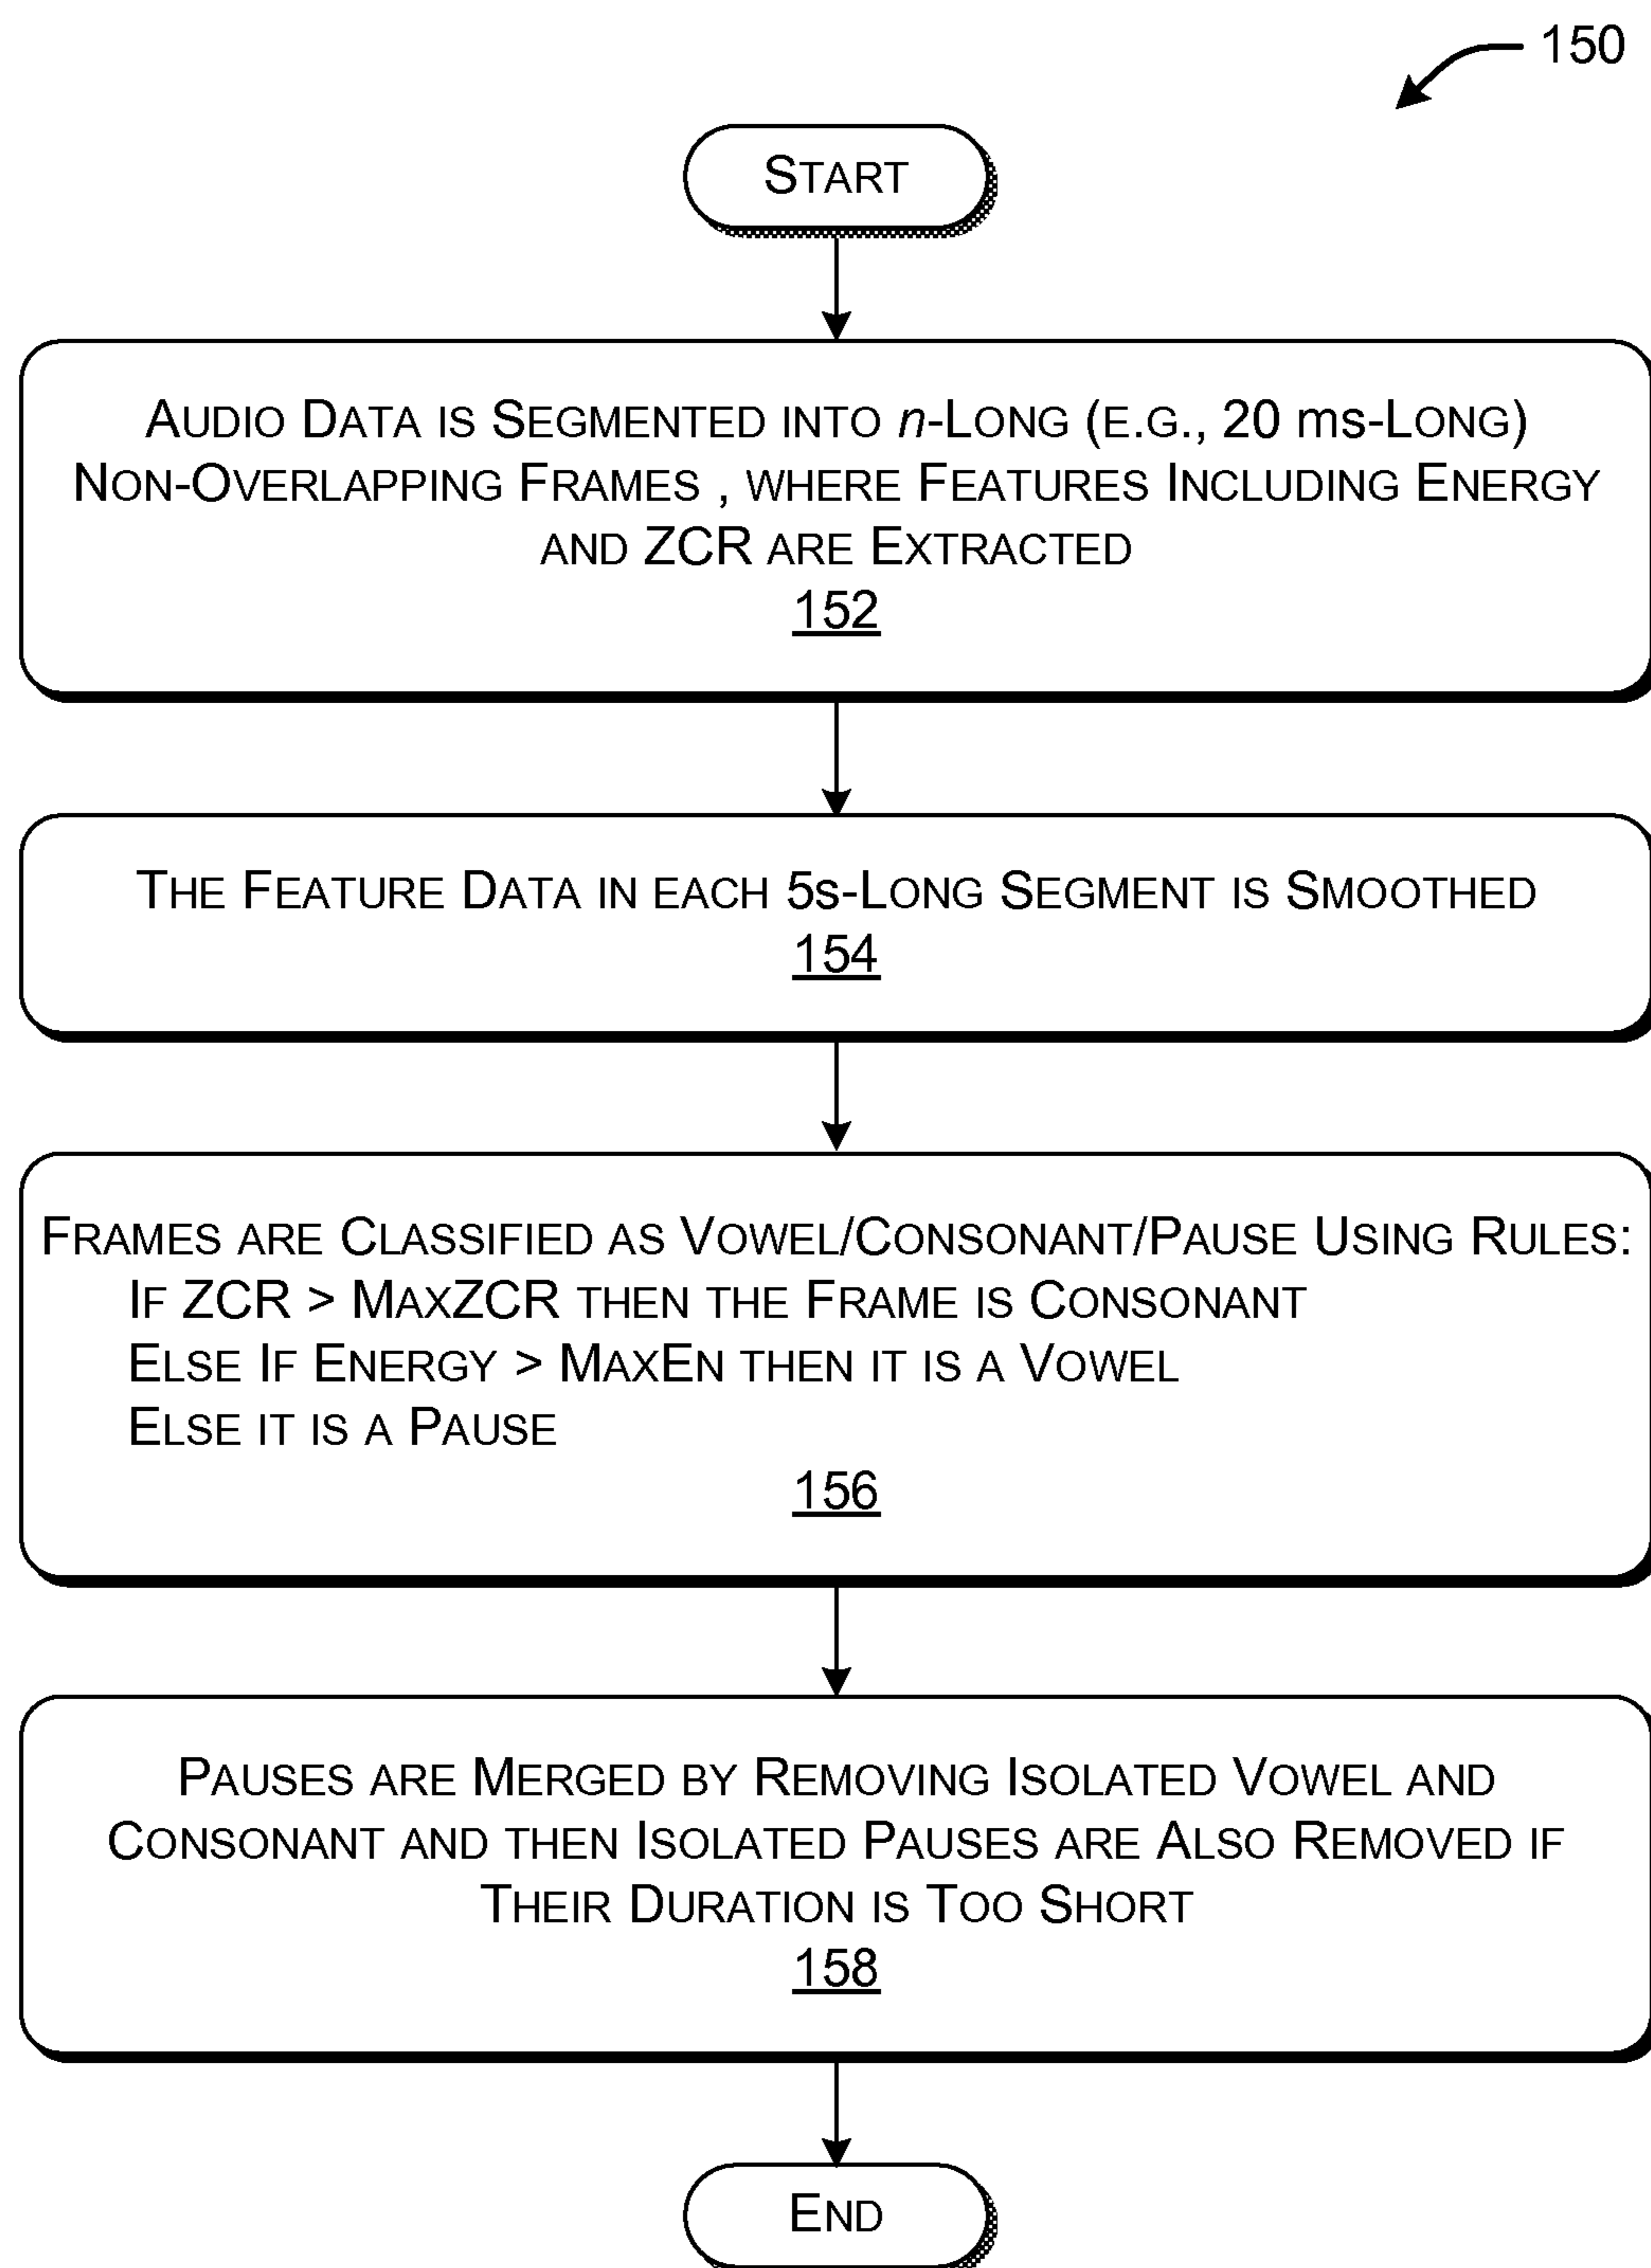 150
START
AUDIO DATA IS SEGMENTED INTO n-LONG (E.G., 20 ms-LONG)
NON-OVERLAPPING FRAMES , WHERE FEATURES INCLUDING ENERGY
AND ZCR ARE EXTRACTED
152
THE FEATURE DATA IN EACH 5s-LONG SEGMENT IS SMOOTHED
154
FRAMES ARE CLASSIFIED AS VOWEL/CONSONANT/PAUSE USING RULES:
IF ZCR > MAXZCR THEN THE FRAME IS CONSONANT
ELSE IF ENERGY > MAXEN THEN IT IS A VOWEL
ELSE IT IS A PAUSE
156
PAUSES ARE MERGED BY REMOVING ISOLATED VOWEL AND
CONSONANT AND THEN ISOLATED PAUSES ARE ALSO REMOVED IF
THEIR DURATION IS TOO SHORT
158
END